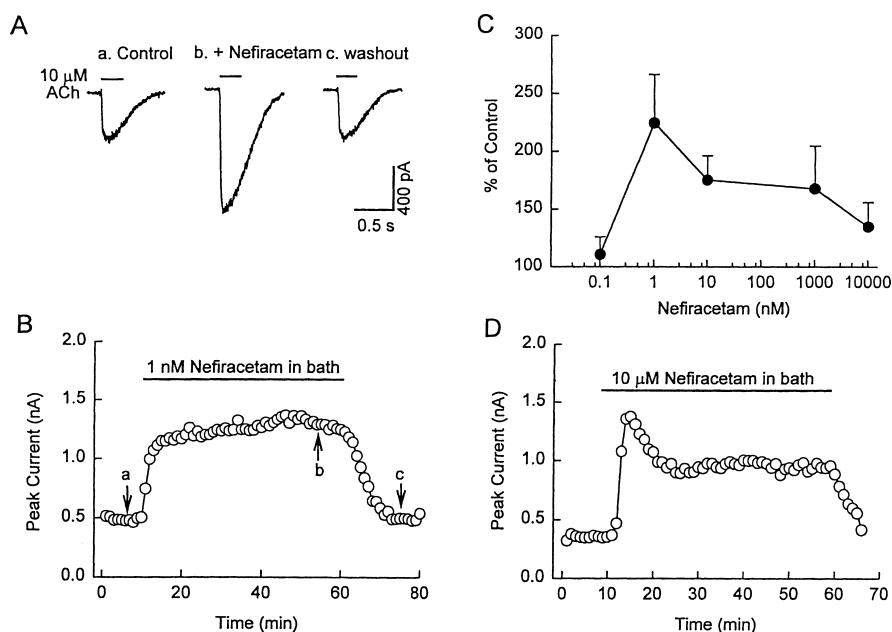 A
a. Control
b. + Nefiracetam
c. washout
10 μM
ACh
400 pA
0.5 s
C
300
250
200
150
100
% of Control
0.1
1
10
100
1000
10000
Nefiracetam (nM)
B
2.0
1.5
1.0
0.5
0.0
Peak Current (nA)
1 nM Nefiracetam in bath
a
b
c
0
20
40
60
80
Time (min)
D
2.0
1.5
1.0
0.5
0.0
Peak Current (nA)
10 μM Nefiracetam in bath
0
10
20
30
40
50
60
70
Time (min)